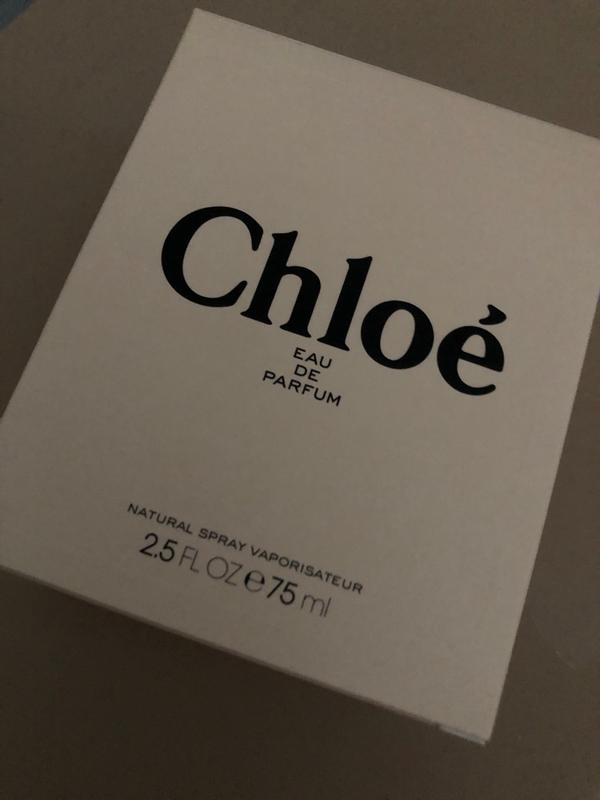 Chloé
EAU
DE
PARFUM
NATURAL SPRAY VAPORISATEUR
2.5 FL OZ e 75 ml